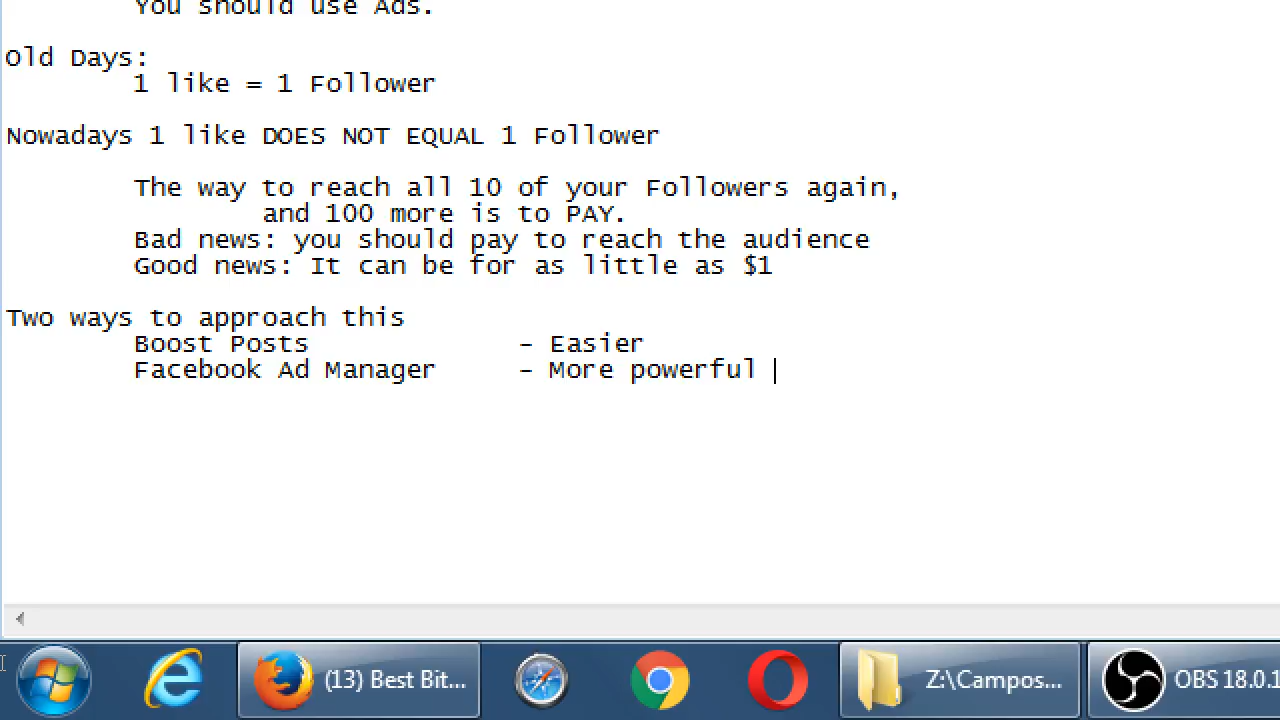 You should use Ads.
Old Days:
1 like = 1 Follower
Nowadays 1 like DOES NOT EQUAL 1 Follower
The way to reach all 10 of your Followers again,
and 100 more is to PAY.
Bad news: you should pay to reach the audience
Good news: It can be for as little as $1
Two ways to approach this
Boost Posts - Easier
Facebook Ad Manager - More powerful
(13) Best Bit... Z:\Campos... OBS 18.0.1